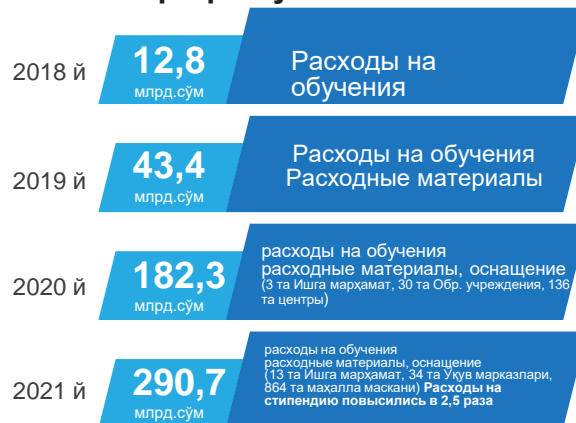 2018 й
12,8
млрд.сўм
Расходы на
обучения
2019 й
43,4
млрд.сўм
Расходы на обучения
Расходные материалы
2020 й
182,3
млрд.сўм
расходы на обучения
расходные материалы, оснащение
(3 та Ишга марҳамат, 30 та Обр. учреждения, 136
та центры)
2021 й
290,7
млрд.сўм
расходы на обучения
расходные материалы, оснащение
(13 та Ишга марҳамат, 34 та Ўқув марказлари,
864 та маҳалла маскани) Расходы на
стипендию повысились в 2,5 раза